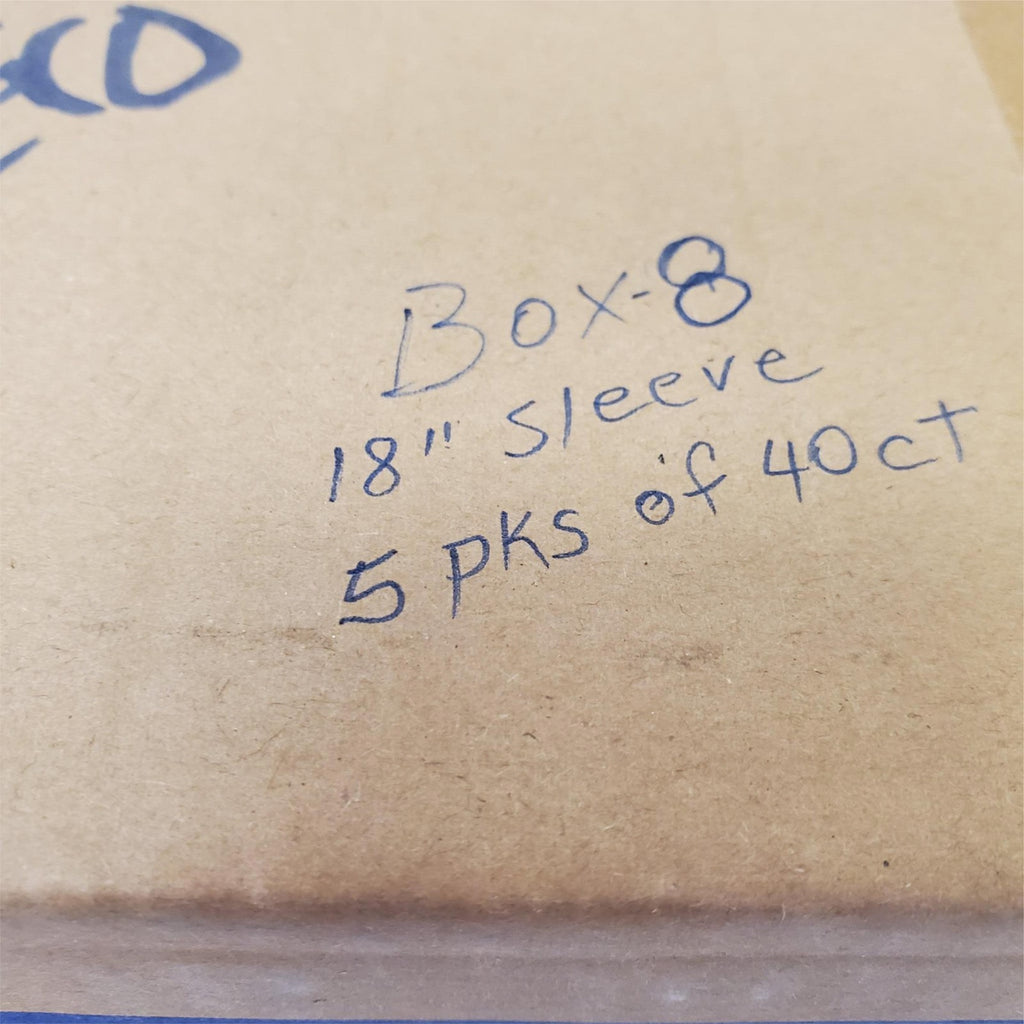 Box-8
18" Sleeve
5 pks of 40ct